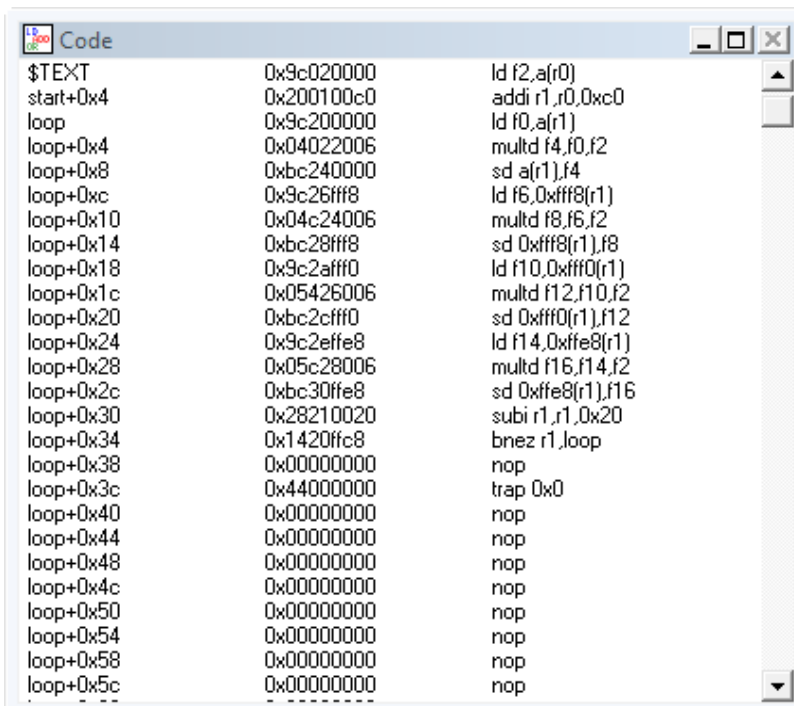 Code
$TEXT 0x9c020000 ld f2,a(r0)
start+0x4 0x200100c0 addi r1,r0,0xc0
loop 0x9c200000 ld f0,a(r1)
loop+0x4 0x04022006 multd f4,f0,f2
loop+0x8 0xbc240000 sd a(r1),f4
loop+0xc 0x9c26fff8 ld f6,0xfff8(r1)
loop+0x10 0x04c24006 multd f8,f6,f2
loop+0x14 0xbc28fff8 sd 0xfff8(r1),f8
loop+0x18 0x9c2afff0 ld f10,0xfff0(r1)
loop+0x1c 0x05426006 multd f12,f10,f2
loop+0x20 0xbc2cfff0 sd 0xfff0(r1),f12
loop+0x24 0x9c2effe8 ld f14,0xffe8(r1)
loop+0x28 0x05c28006 multd f16,f14,f2
loop+0x2c 0xbc30ffe8 sd 0xffe8(r1),f16
loop+0x30 0x28210020 subi r1,r1,0x20
loop+0x34 0x1420ffc8 bnez r1,loop
loop+0x38 0x00000000 nop
loop+0x3c 0x44000000 trap 0x0
loop+0x40 0x00000000 nop
loop+0x44 0x00000000 nop
loop+0x48 0x00000000 nop
loop+0x4c 0x00000000 nop
loop+0x50 0x00000000 nop
loop+0x54 0x00000000 nop
loop+0x58 0x00000000 nop
loop+0x5c 0x00000000 nop